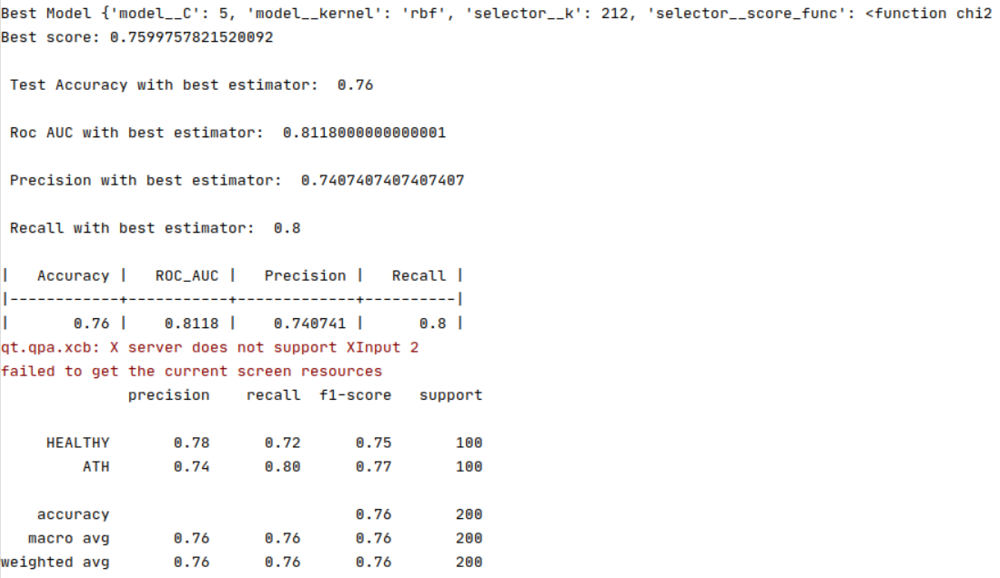 Best Model {'model__C': 5, 'model__kernel': 'rbf', 'selector__k': 212, 'selector__score_func': <function chi2
Best score: 0.7599757821520092
Test Accuracy with best estimator:  0.76
Roc AUC with best estimator:  0.8118000000000001
Precision with best estimator:  0.7407407407407407
Recall with best estimator:  0.8
|   Accuracy |   ROC_AUC |   Precision |   Recall |
|------------+-----------+-------------+----------|
|       0.76 |    0.8118 |    0.740741 |      0.8 |
qt.qpa.xcb: X server does not support XInput 2
failed to get the current screen resources
              precision    recall  f1-score   support
     HEALTHY       0.78      0.72      0.75       100
         ATH       0.74      0.80      0.77       100
    accuracy                           0.76       200
   macro avg       0.76      0.76      0.76       200
weighted avg       0.76      0.76      0.76       200